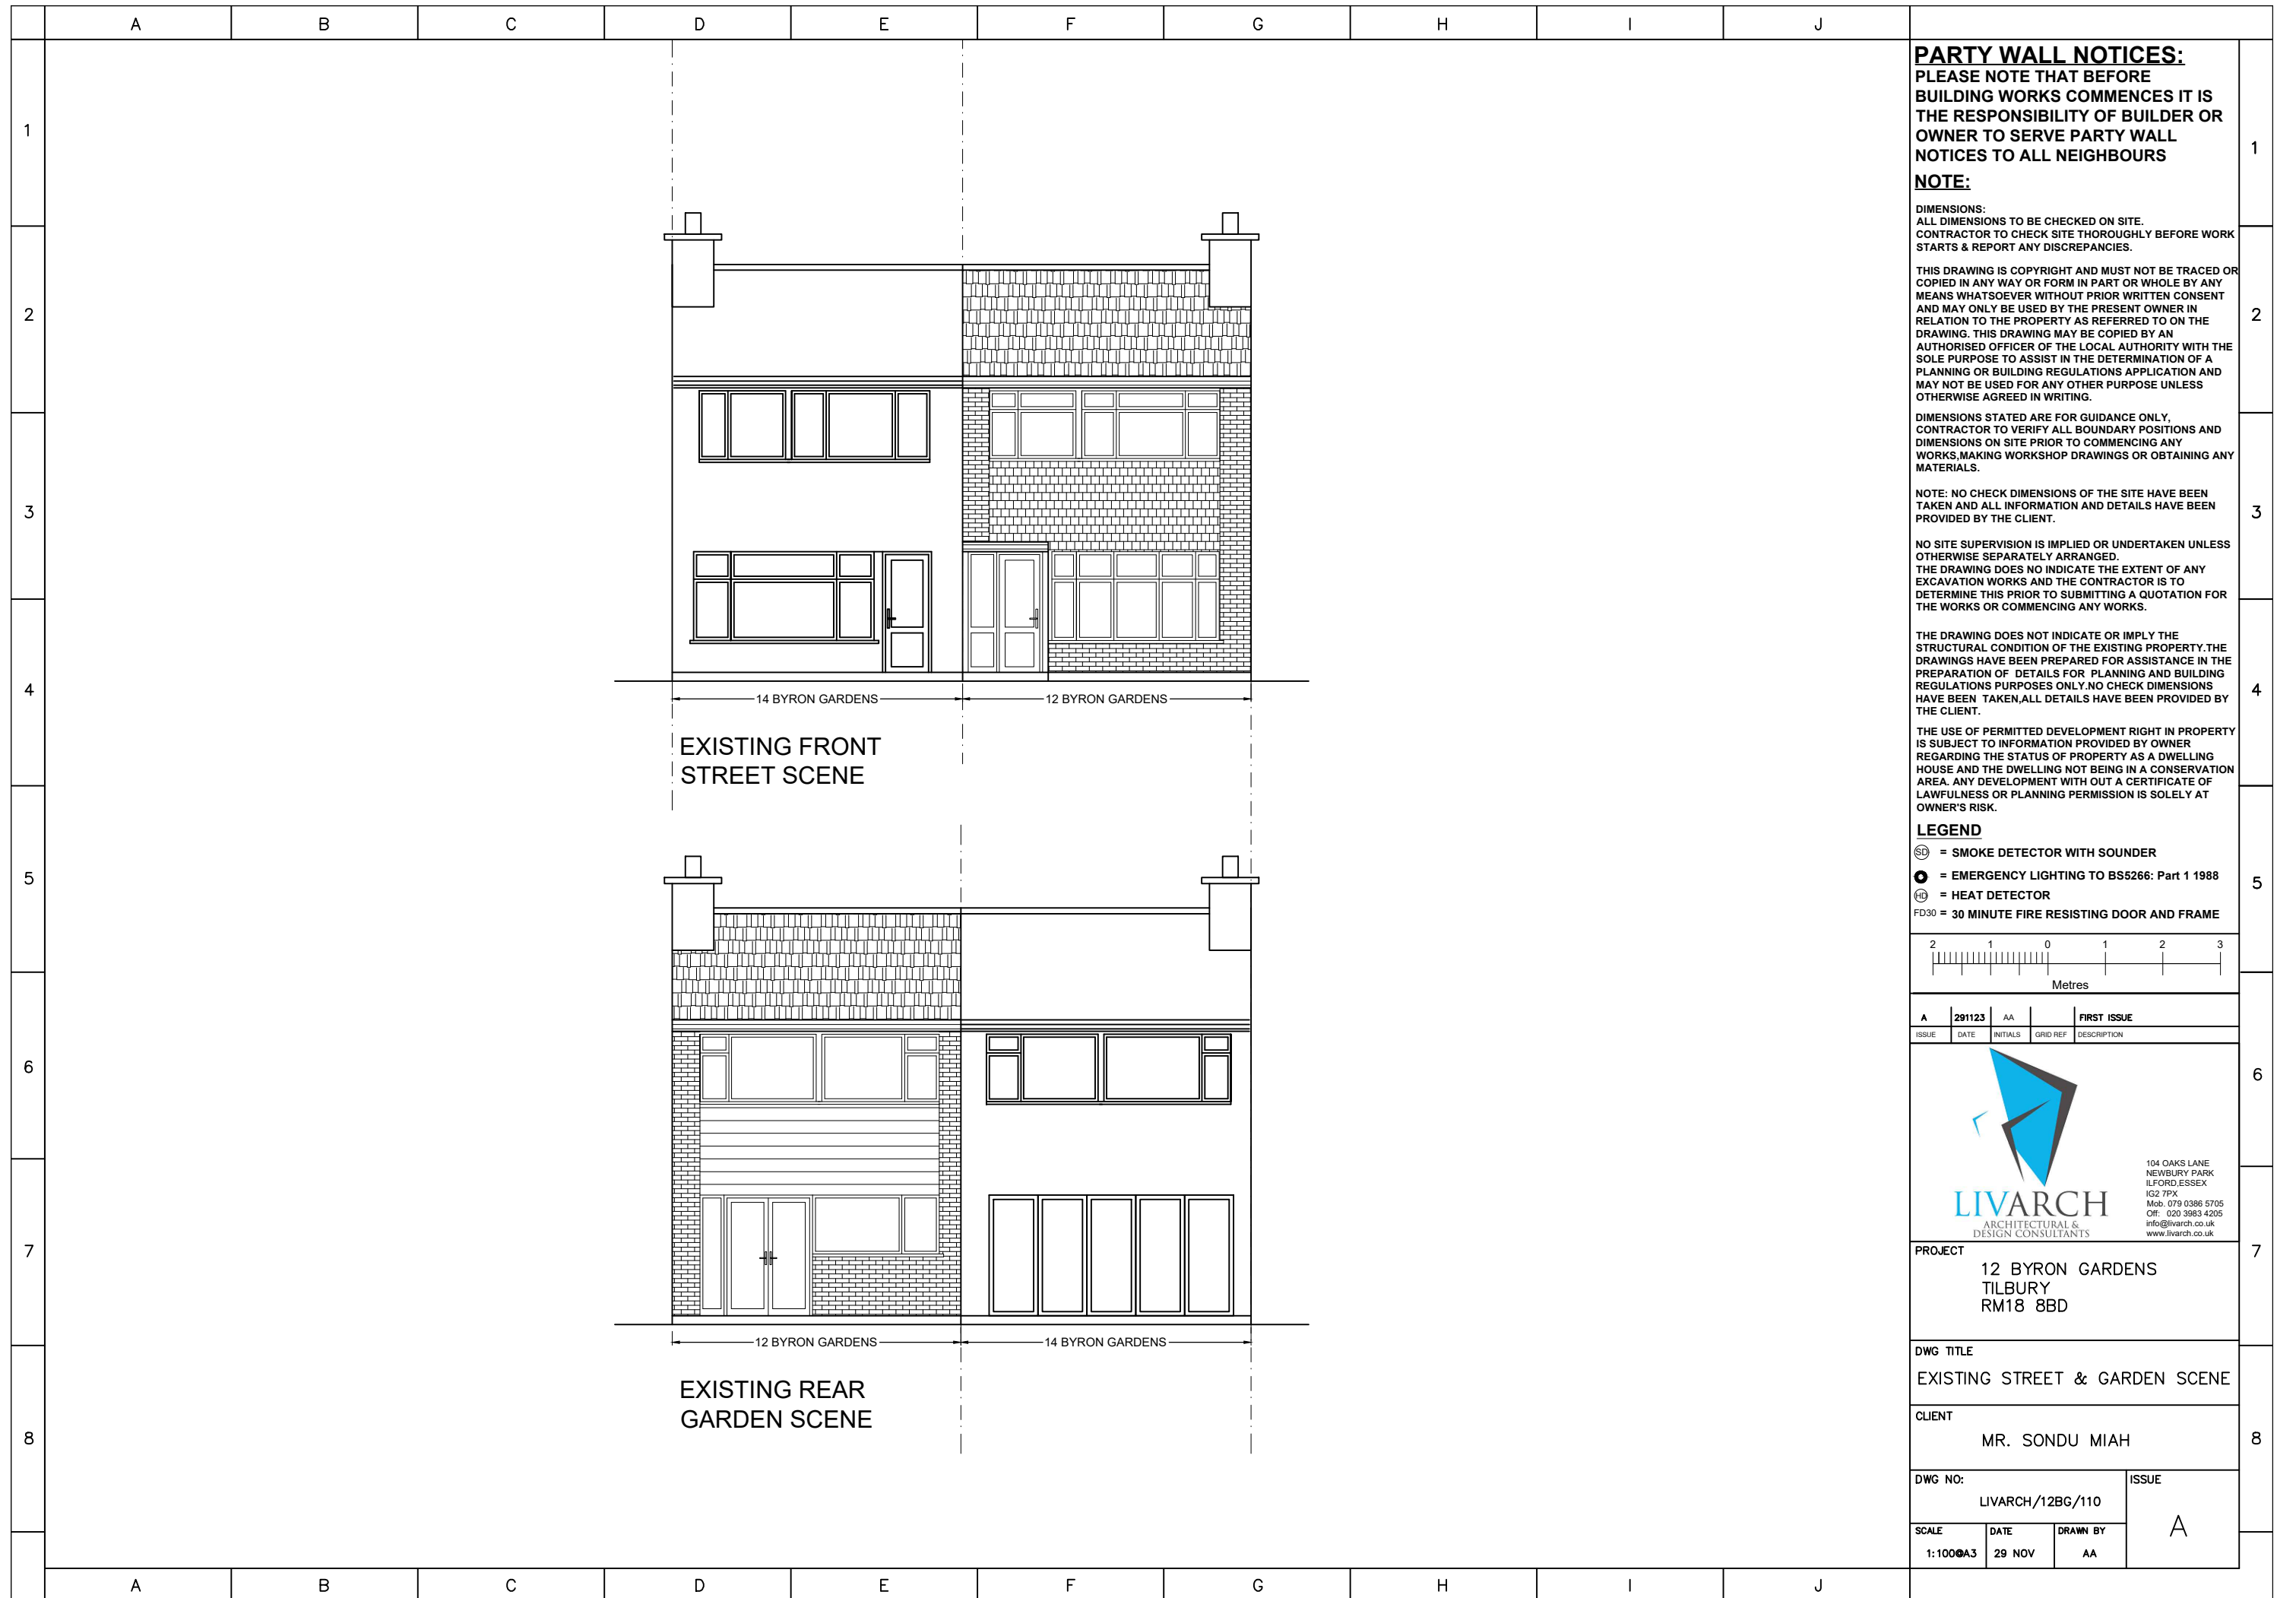 A B C D E F G H I J
1
2
3
4
5
6
7
8
14 BYRON GARDENS
12 BYRON GARDENS
EXISTING FRONT
STREET SCENE
12 BYRON GARDENS
14 BYRON GARDENS
EXISTING REAR
GARDEN SCENE
A B C D E F G H I J
PARTY WALL NOTICES:
PLEASE NOTE THAT BEFORE
BUILDING WORKS COMMENCES IT IS
THE RESPONSIBILITY OF BUILDER OR
OWNER TO SERVE PARTY WALL
NOTICES TO ALL NEIGHBOURS
NOTE:
DIMENSIONS:
ALL DIMENSIONS TO BE CHECKED ON SITE.
CONTRACTOR TO CHECK SITE THOROUGHLY BEFORE WORK
STARTS & REPORT ANY DISCREPANCIES.
THIS DRAWING IS COPYRIGHT AND MUST NOT BE TRACED OR
COPIED IN ANY WAY OR FORM IN PART OR WHOLE BY ANY
MEANS WHATSOEVER WITHOUT PRIOR WRITTEN CONSENT
AND MAY ONLY BE USED BY THE PRESENT OWNER IN
RELATION TO THE PROPERTY AS REFERRED TO ON THE
DRAWING. THIS DRAWING MAY BE COPIED BY AN
AUTHORISED OFFICER OF THE LOCAL AUTHORITY WITH THE
SOLE PURPOSE TO ASSIST IN THE DETERMINATION OF A
PLANNING OR BUILDING REGULATIONS APPLICATION AND
MAY NOT BE USED FOR ANY OTHER PURPOSE UNLESS
OTHERWISE AGREED IN WRITING.
DIMENSIONS STATED ARE FOR GUIDANCE ONLY,
CONTRACTOR TO VERIFY ALL BOUNDARY POSITIONS AND
DIMENSIONS ON SITE PRIOR TO COMMENCING ANY
WORKS,MAKING WORKSHOP DRAWINGS OR OBTAINING ANY
MATERIALS.
NOTE: NO CHECK DIMENSIONS OF THE SITE HAVE BEEN
TAKEN AND ALL INFORMATION AND DETAILS HAVE BEEN
PROVIDED BY THE CLIENT.
NO SITE SUPERVISION IS IMPLIED OR UNDERTAKEN UNLESS
OTHERWISE SEPARATELY ARRANGED.
THE DRAWING DOES NO INDICATE THE EXTENT OF ANY
EXCAVATION WORKS AND THE CONTRACTOR IS TO
DETERMINE THIS PRIOR TO SUBMITTING A QUOTATION FOR
THE WORKS OR COMMENCING ANY WORKS.
THE DRAWING DOES NOT INDICATE OR IMPLY THE
STRUCTURAL CONDITION OF THE EXISTING PROPERTY.THE
DRAWINGS HAVE BEEN PREPARED FOR ASSISTANCE IN THE
PREPARATION OF DETAILS FOR PLANNING AND BUILDING
REGULATIONS PURPOSES ONLY.NO CHECK DIMENSIONS
HAVE BEEN TAKEN,ALL DETAILS HAVE BEEN PROVIDED BY
THE CLIENT.
THE USE OF PERMITTED DEVELOPMENT RIGHT IN PROPERTY
IS SUBJECT TO INFORMATION PROVIDED BY OWNER
REGARDING THE STATUS OF PROPERTY AS A DWELLING
HOUSE AND THE DWELLING NOT BEING IN A CONSERVATION
AREA. ANY DEVELOPMENT WITH OUT A CERTIFICATE OF
LAWFULNESS OR PLANNING PERMISSION IS SOLELY AT
OWNER'S RISK.
LEGEND
SD = SMOKE DETECTOR WITH SOUNDER
= EMERGENCY LIGHTING TO BS5266: Part 1 1988
HD = HEAT DETECTOR
FD30 = 30 MINUTE FIRE RESISTING DOOR AND FRAME
2 1 0 1 2 3
Metres
A 291123 AA FIRST ISSUE
ISSUE DATE INITIALS GRID REF DESCRIPTION
104 OAKS LANE
NEWBURY PARK
ILFORD,ESSEX
IG2 7PX
Mob. 079 0386 5705
Off: 020 3983 4205
info@livarch.co.uk
www.livarch.co.uk
LIVARCH
ARCHITECTURAL &
DESIGN CONSULTANTS
PROJECT
12 BYRON GARDENS
TILBURY
RM18 8BD
DWG TITLE
EXISTING STREET & GARDEN SCENE
CLIENT
MR. SONDU MIAH
DWG NO:
LIVARCH/12BG/110
ISSUE
A
SCALE DATE DRAWN BY
1:100@A3 29 NOV AA
1
2
3
4
5
6
7
8